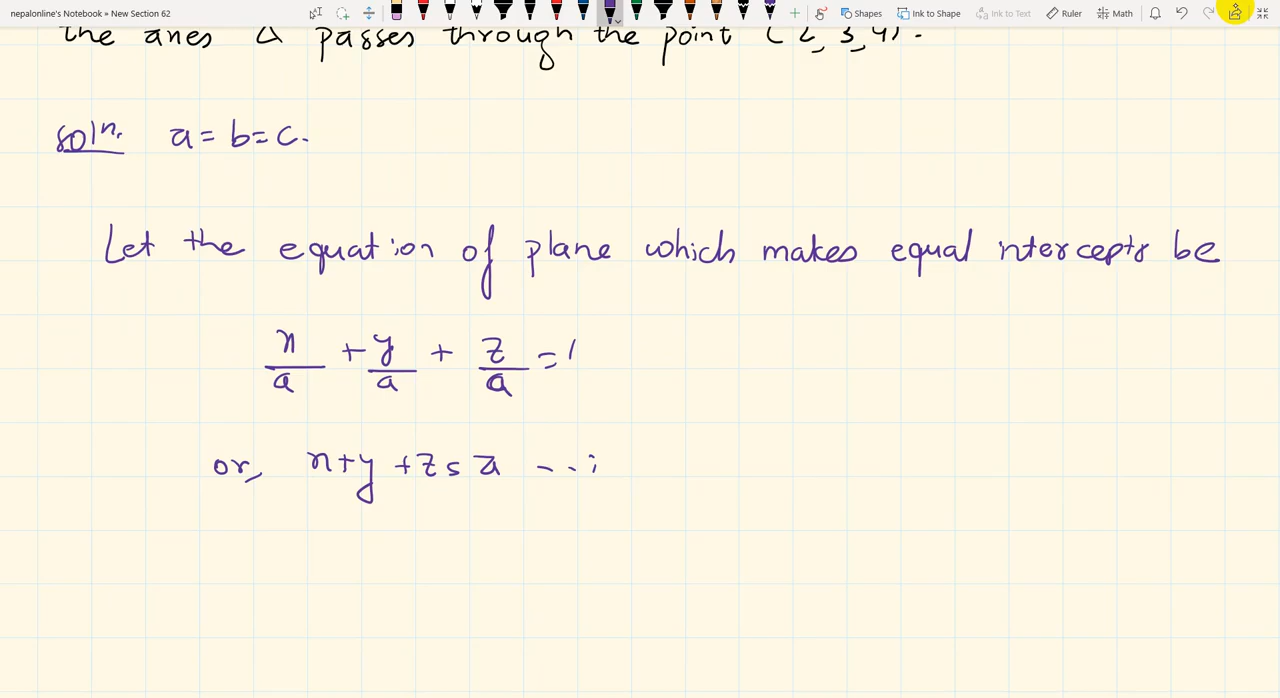 nepalonline's Notebook » New Section 62
Ink to Shape Shapes Ink to Text Ruler Math
the axes & passes through the point (2, 3, 4).
soln. a = b = c.
Let the equation of plane which makes equal intercepts be
x/a + y/a + z/a = 1
or, x + y + z = a - - - i